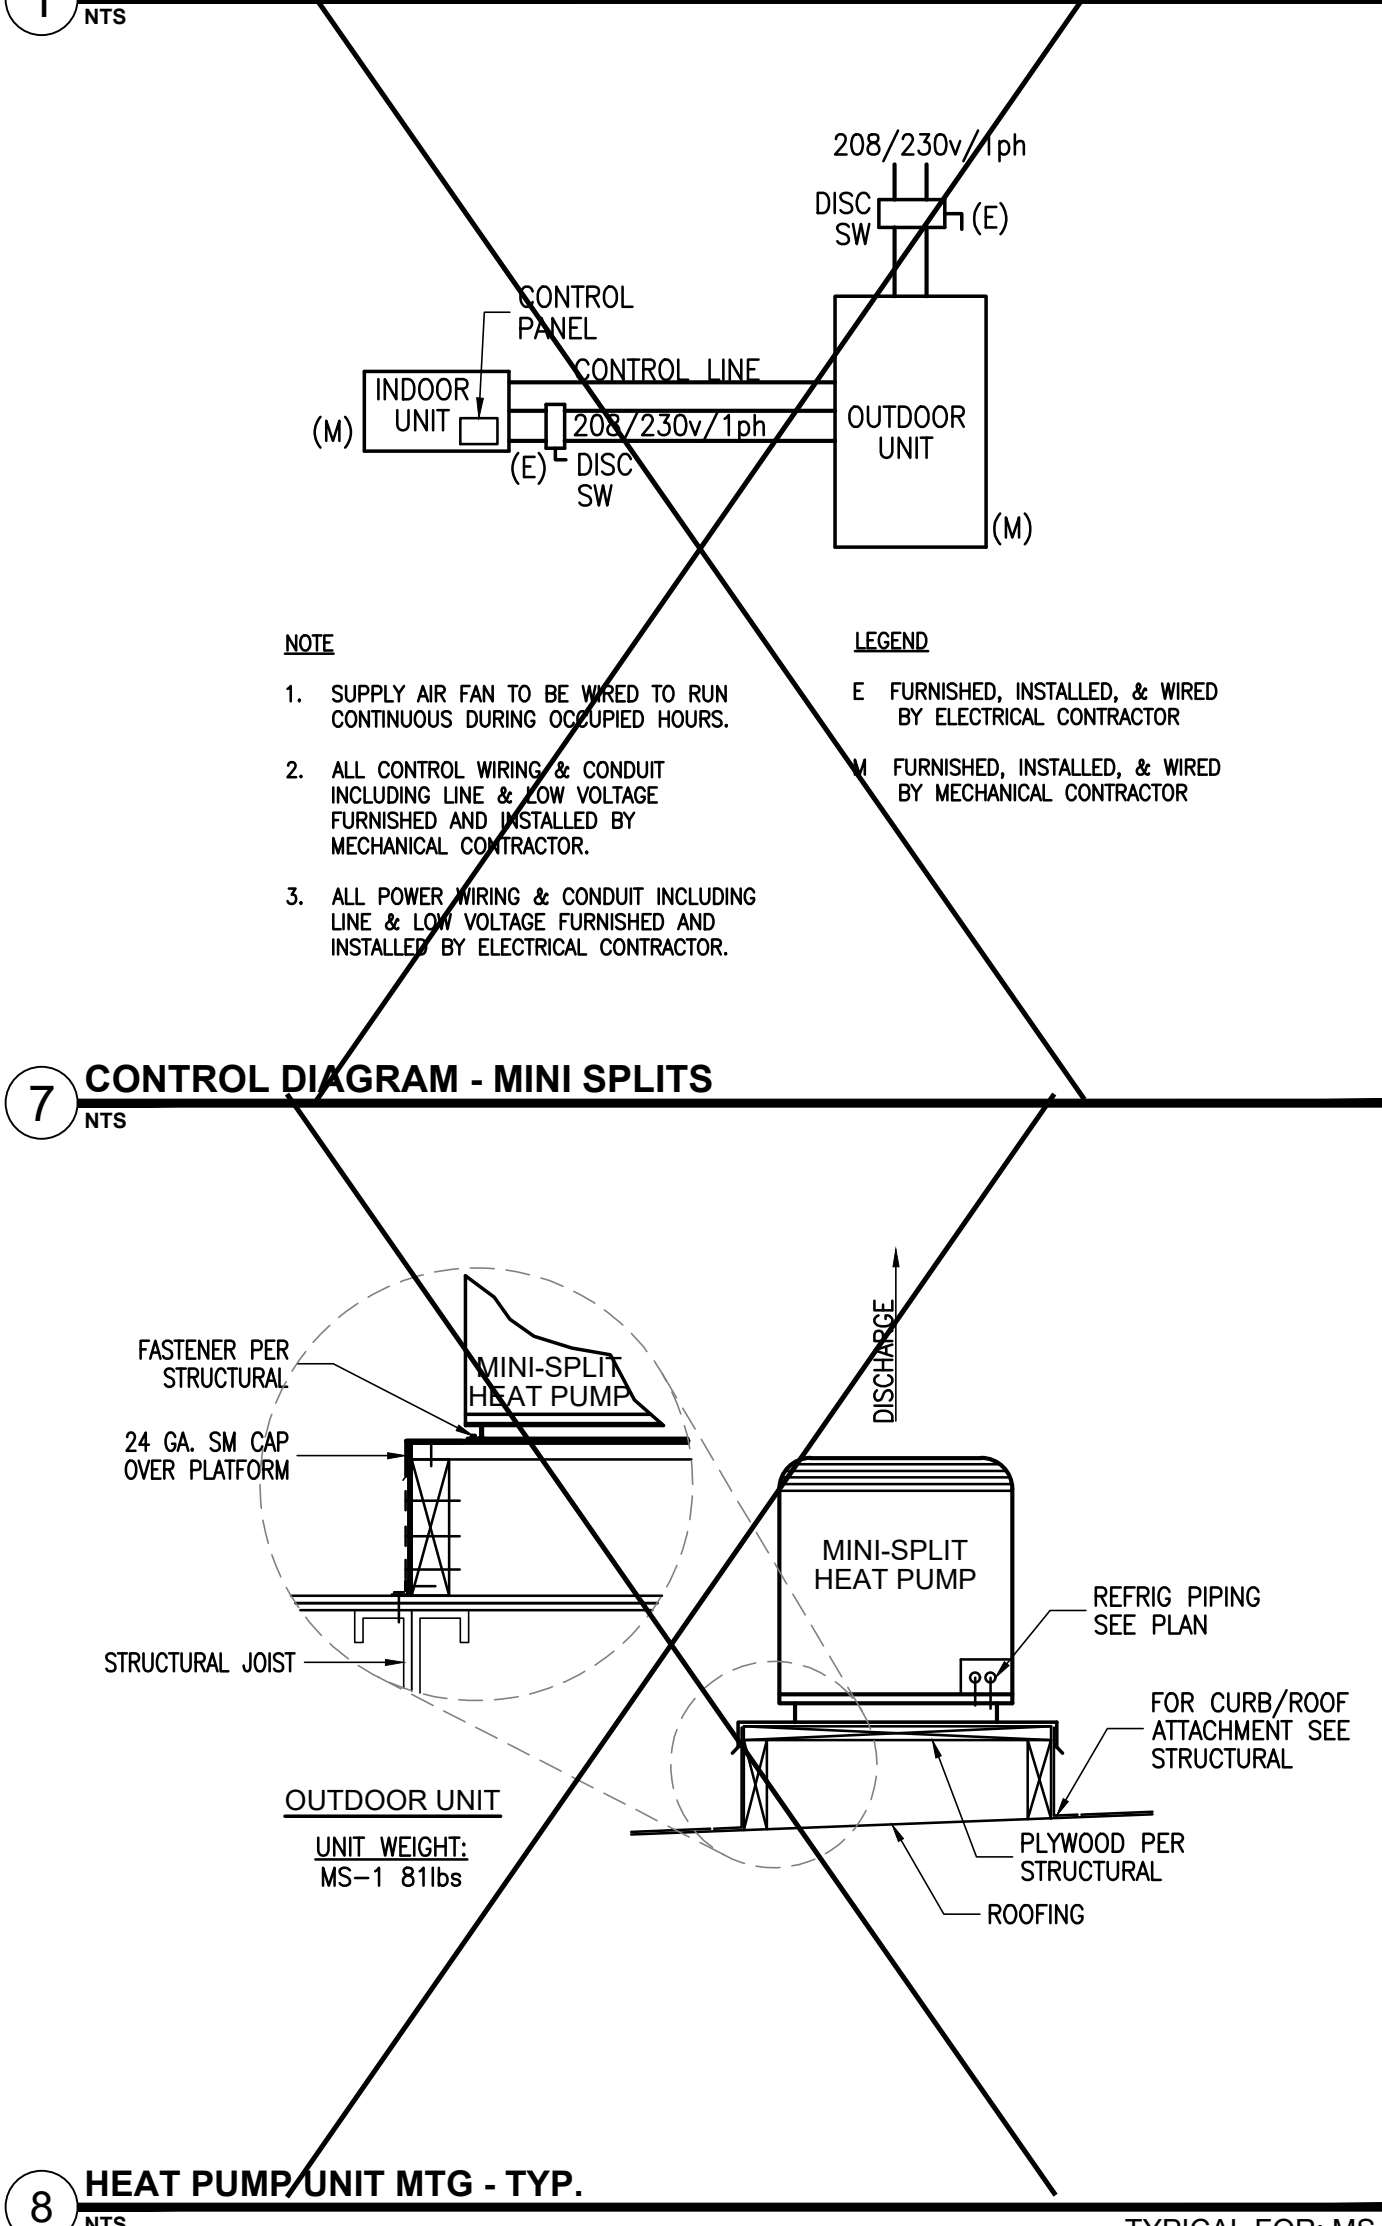 1
NTS
208/230v/1ph
DISC
SW
(E)
CONTROL
PANEL
CONTROL LINE
INDOOR
UNIT
(M)
208/230v/1ph
(E)
DISC
SW
OUTDOOR
UNIT
(M)
NOTE
1. SUPPLY AIR FAN TO BE WIRED TO RUN
CONTINUOUS DURING OCCUPIED HOURS.
2. ALL CONTROL WIRING & CONDUIT
INCLUDING LINE & LOW VOLTAGE
FURNISHED AND INSTALLED BY
MECHANICAL CONTRACTOR.
3. ALL POWER WIRING & CONDUIT INCLUDING
LINE & LOW VOLTAGE FURNISHED AND
INSTALLED BY ELECTRICAL CONTRACTOR.
LEGEND
E FURNISHED, INSTALLED, & WIRED
BY ELECTRICAL CONTRACTOR
M FURNISHED, INSTALLED, & WIRED
BY MECHANICAL CONTRACTOR
7
CONTROL DIAGRAM - MINI SPLITS
NTS
FASTENER PER
STRUCTURAL
24 GA. SM CAP
OVER PLATFORM
MINI-SPLIT
HEAT PUMP
STRUCTURAL JOIST
DISCHARGE
MINI-SPLIT
HEAT PUMP
REFRIG PIPING
SEE PLAN
FOR CURB/ROOF
ATTACHMENT SEE
STRUCTURAL
PLYWOOD PER
STRUCTURAL
ROOFING
OUTDOOR UNIT
UNIT WEIGHT:
MS-1 81lbs
8
HEAT PUMP UNIT MTG - TYP.
NTS
TYPICAL FOR: MS